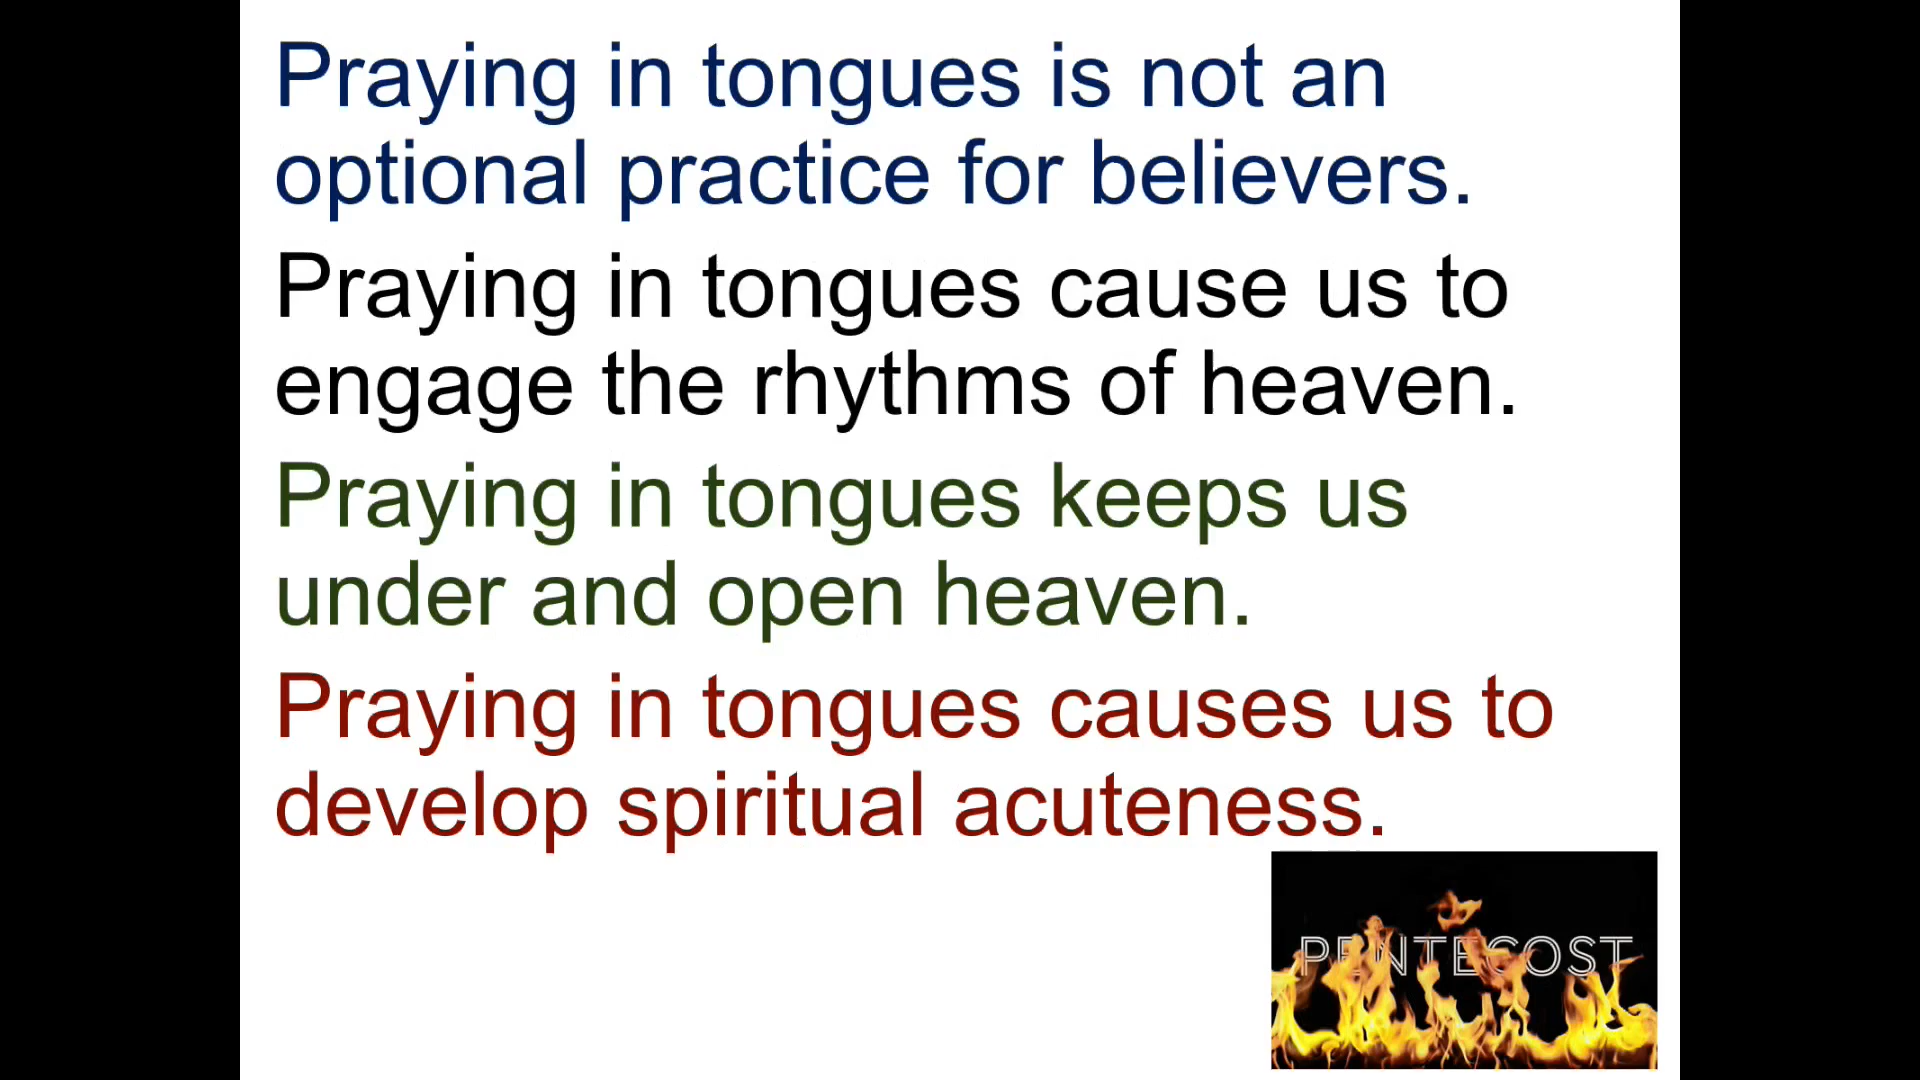 Praying in tongues is not an
optional practice for believers.
Praying in tongues cause us to
engage the rhythms of heaven.
Praying in tongues keeps us
under and open heaven.
Praying in tongues causes us to
develop spiritual acuteness.
PENTECOST